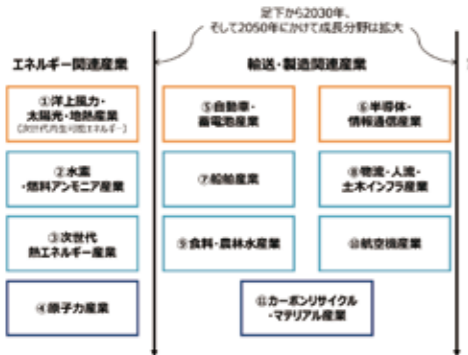 足下から2030年、
そして2050年にかけて成長分野は拡大
エネルギー関連産業
輸送・製造関連産業
①洋上風力・
太陽光・地熱産業
(次世代再生可能エネルギー)
⑤自動車・
蓄電池産業
⑥半導体・
情報通信産業
②水素
・燃料アンモニア産業
⑦船舶産業
⑧物流・人流・
土木インフラ産業
③次世代
熱エネルギー産業
⑨食料・農林水産業
⑩航空機産業
④原子力産業
⑪カーボンリサイクル
・マテリアル産業